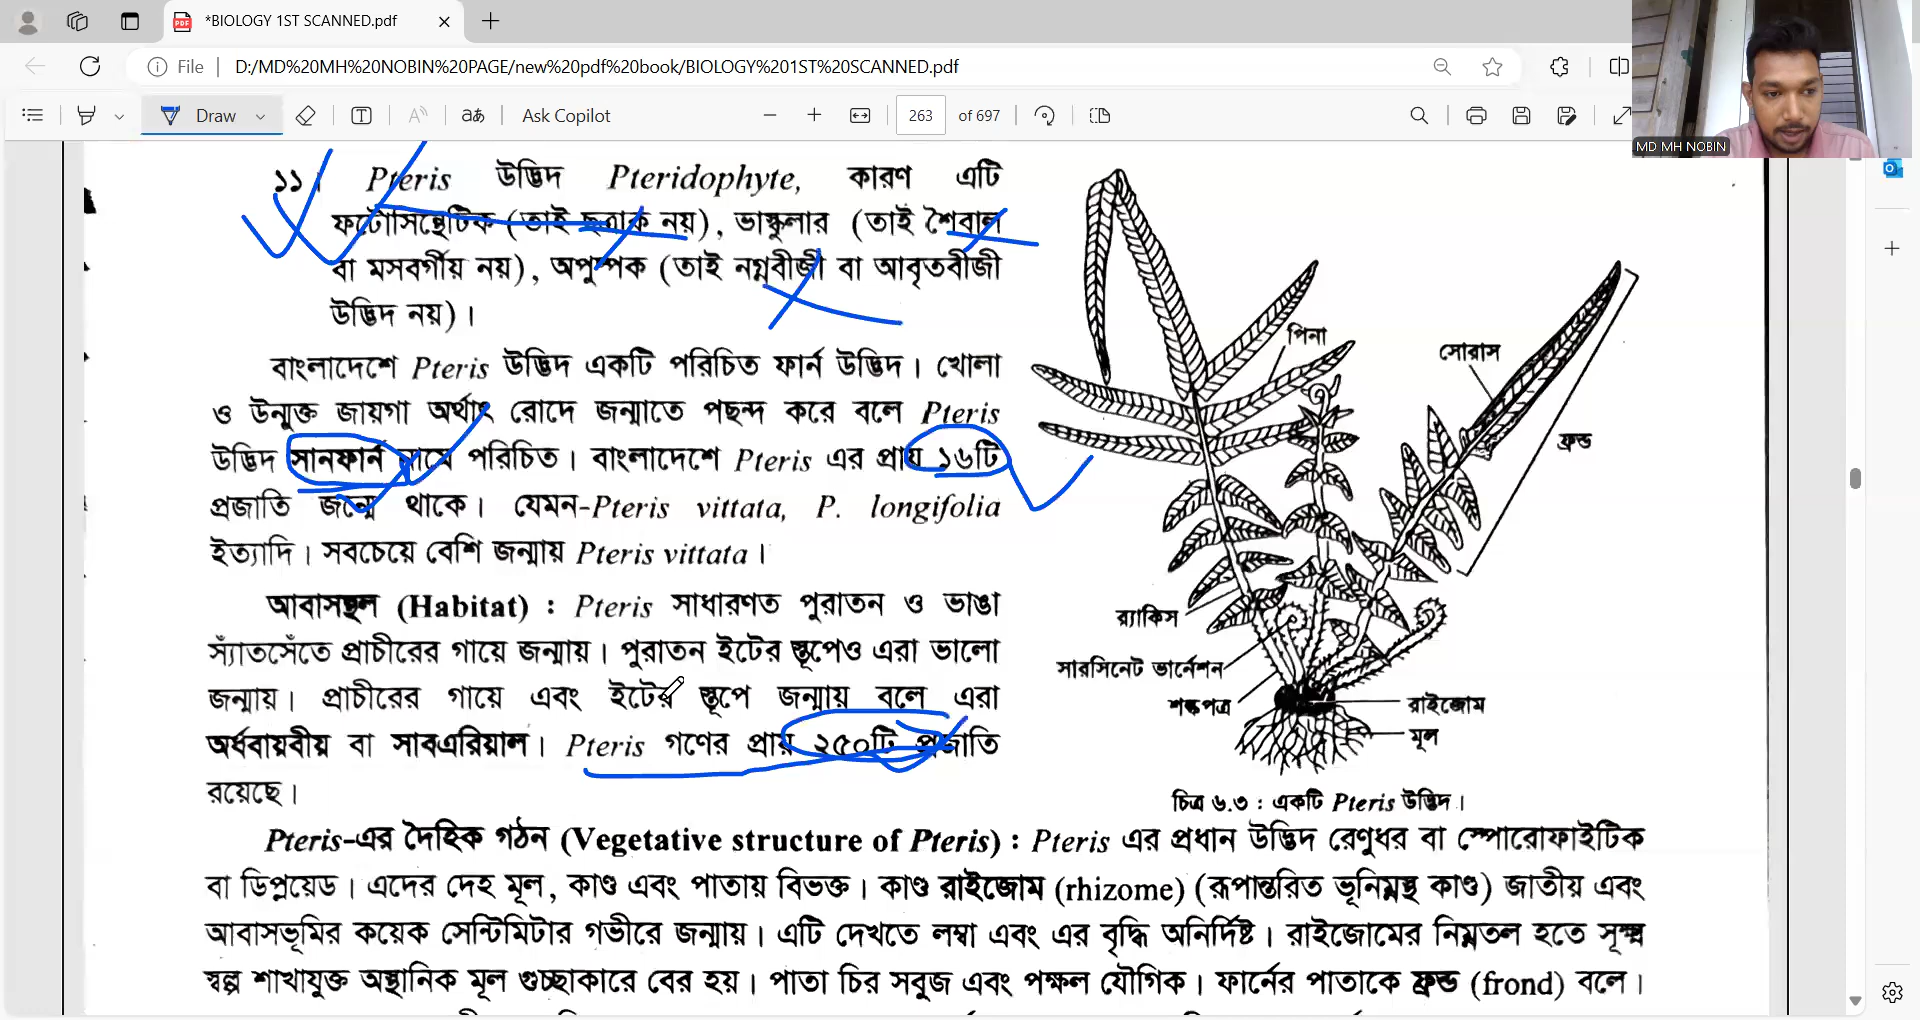 *BIOLOGY 1ST SCANNED.pdf
File D:/MD%20MH%20NOBIN%20PAGE/new%20pdf%20book/BIOLOGY%201ST%20SCANNED.pdf
Draw aあ Ask Copilot 263 of 697
MD MH NOBIN
১১। Pteris উদ্ভিদ Pteridophyte, কারণ এটি
ফটোসিন্থেটিক (তাই ছত্রাক নয়), ভাস্কুলার (তাই শৈবাল
বা মসবর্গীয় নয়), অপুষ্পক (তাই নগ্নবীজী বা আবৃতবীজী
উদ্ভিদ নয়)।
বাংলাদেশে Pteris উদ্ভিদ একটি পরিচিত ফার্ন উদ্ভিদ। খোলা
ও উন্মুক্ত জায়গা অর্থাৎ রোদে জন্মাতে পছন্দ করে বলে Pteris
উদ্ভিদ সানফার্ন নামে পরিচিত। বাংলাদেশে Pteris এর প্রায় ১৬টি
প্রজাতি জন্মে থাকে। যেমন-Pteris vittata, P. longifolia
ইত্যাদি। সবচেয়ে বেশি জন্মায় Pteris vittata।
আবাসস্থল (Habitat) : Pteris সাধারণত পুরাতন ও ভাঙা
স্যাঁতসেঁতে প্রাচীরের গায়ে জন্মায়। পুরাতন ইটের স্তূপেও এরা ভালো
জন্মায়। প্রাচীরের গায়ে এবং ইটের স্তূপে জন্মায় বলে এরা
অর্ধবায়বীয় বা সাবএরিয়াল। Pteris গণের প্রায় ২৫০টি প্রজাতি
রয়েছে।
পিনা
সোরাস
ফ্রন্ড
র‍্যাকিস
সারসিনেট ভার্নেশন
শল্কপত্র
রাইজোম
মূল
চিত্র ৬.৩ : একটি Pteris উদ্ভিদ।
Pteris-এর দৈহিক গঠন (Vegetative structure of Pteris) : Pteris এর প্রধান উদ্ভিদ রেণুধর বা স্পোরোফাইটিক
বা ডিপ্লয়েড। এদের দেহ মূল, কাণ্ড এবং পাতায় বিভক্ত। কাণ্ড রাইজোম (rhizome) (রূপান্তরিত ভূনিম্নস্থ কাণ্ড) জাতীয় এবং
আবাসভূমির কয়েক সেন্টিমিটার গভীরে জন্মায়। এটি দেখতে লম্বা এবং এর বৃদ্ধি অনির্দিষ্ট। রাইজোমের নিম্নতল হতে সূক্ষ্ম
স্বল্প শাখাযুক্ত অস্থানিক মূল গুচ্ছাকারে বের হয়। পাতা চির সবুজ এবং পক্ষল যৌগিক। ফার্নের পাতাকে ফ্রন্ড (frond) বলে।